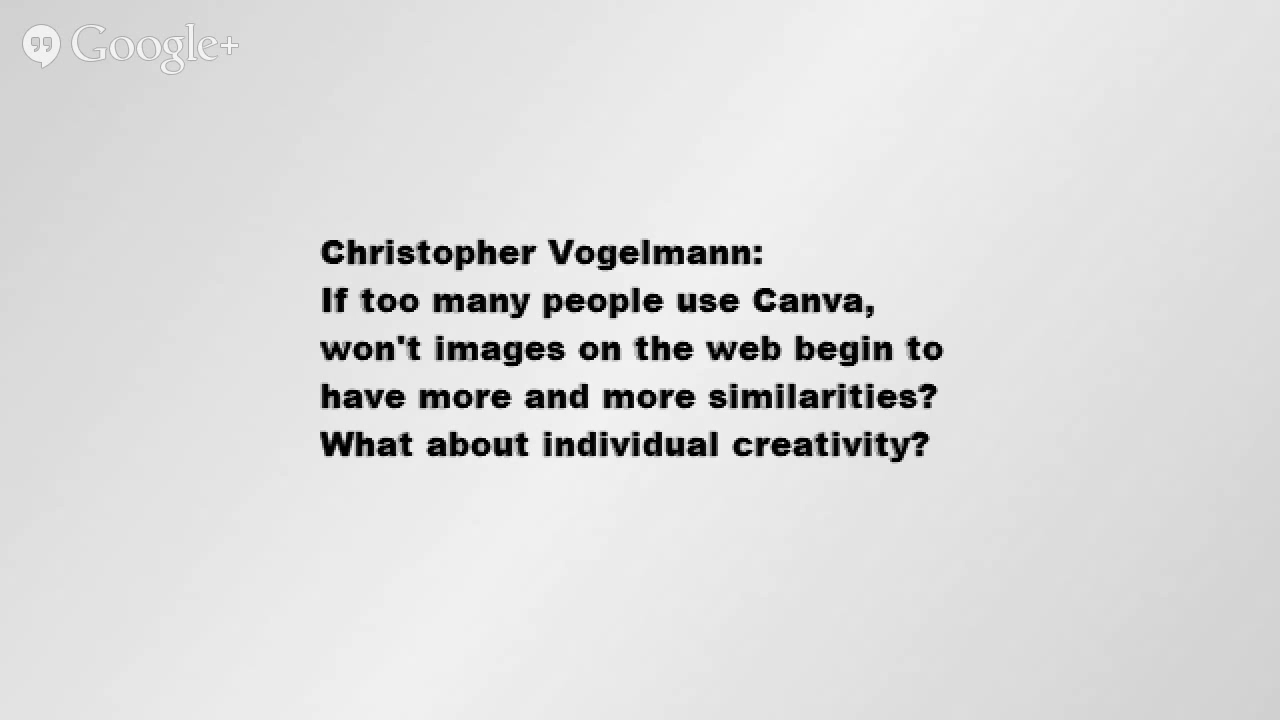 Google+
Christopher Vogelmann:
If too many people use Canva,
won't images on the web begin to
have more and more similarities?
What about individual creativity?